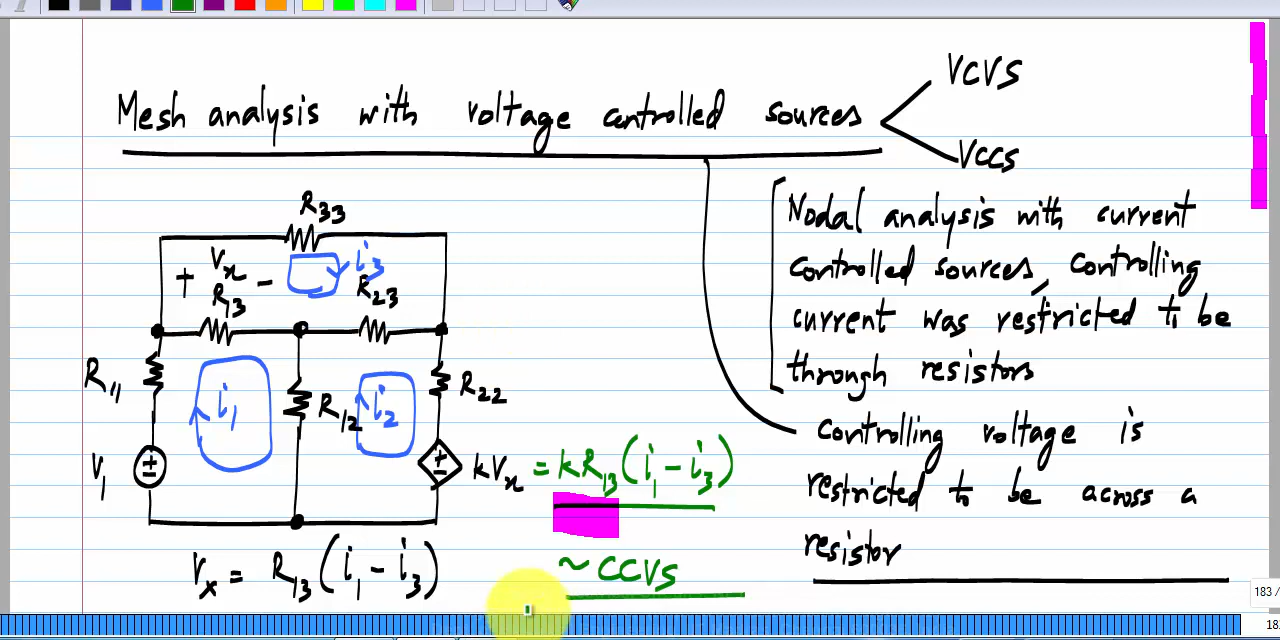 Mesh analysis with voltage controlled sources
VCVS
VCCS
Nodal analysis with current
controlled sources, controlling
current was restricted to be
through resistors
controlling voltage is
restricted to be across a
resistor
R33
+ Vx -
i3
R13
R23
R11
i1
R12
i2
R22
V1
kVx = kR13(i1 - i3)
Vx = R13(i1 - i3)
~ CCVS
183 /